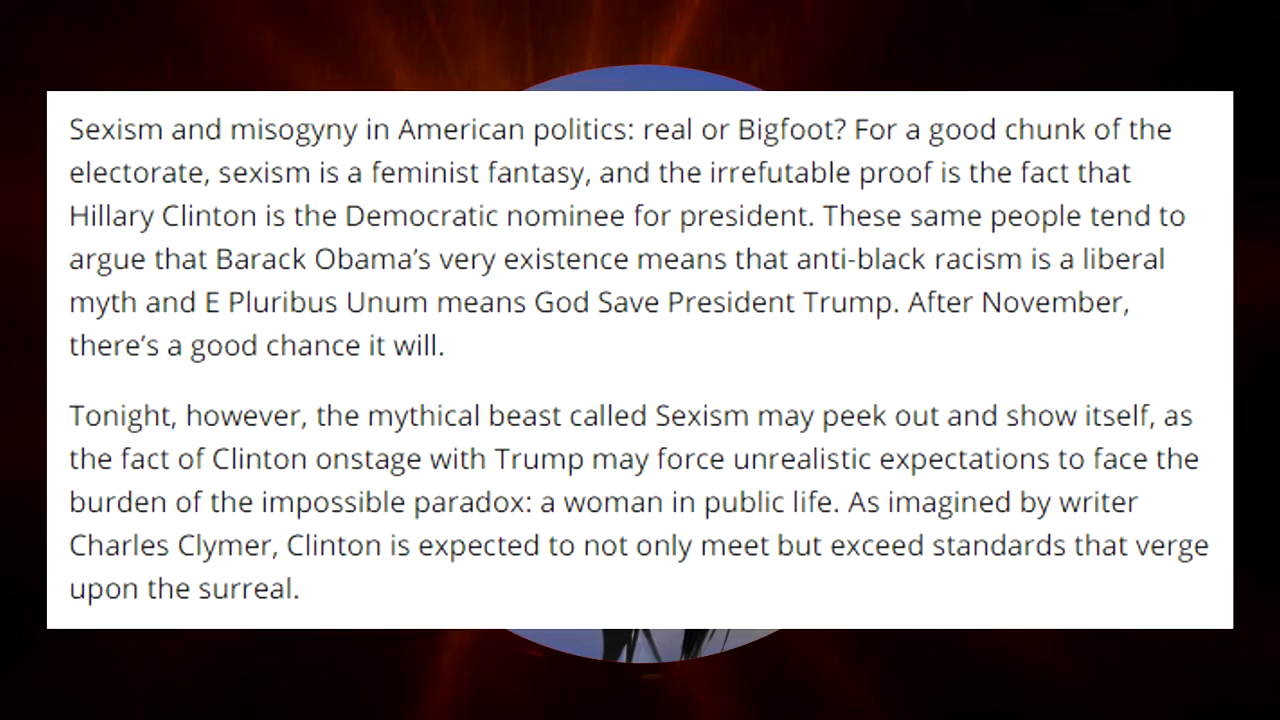 Sexism and misogyny in American politics: real or Bigfoot? For a good chunk of the
electorate, sexism is a feminist fantasy, and the irrefutable proof is the fact that
Hillary Clinton is the Democratic nominee for president. These same people tend to
argue that Barack Obama’s very existence means that anti-black racism is a liberal
myth and E Pluribus Unum means God Save President Trump. After November,
there’s a good chance it will.
Tonight, however, the mythical beast called Sexism may peek out and show itself, as
the fact of Clinton onstage with Trump may force unrealistic expectations to face the
burden of the impossible paradox: a woman in public life. As imagined by writer
Charles Clymer, Clinton is expected to not only meet but exceed standards that verge
upon the surreal.